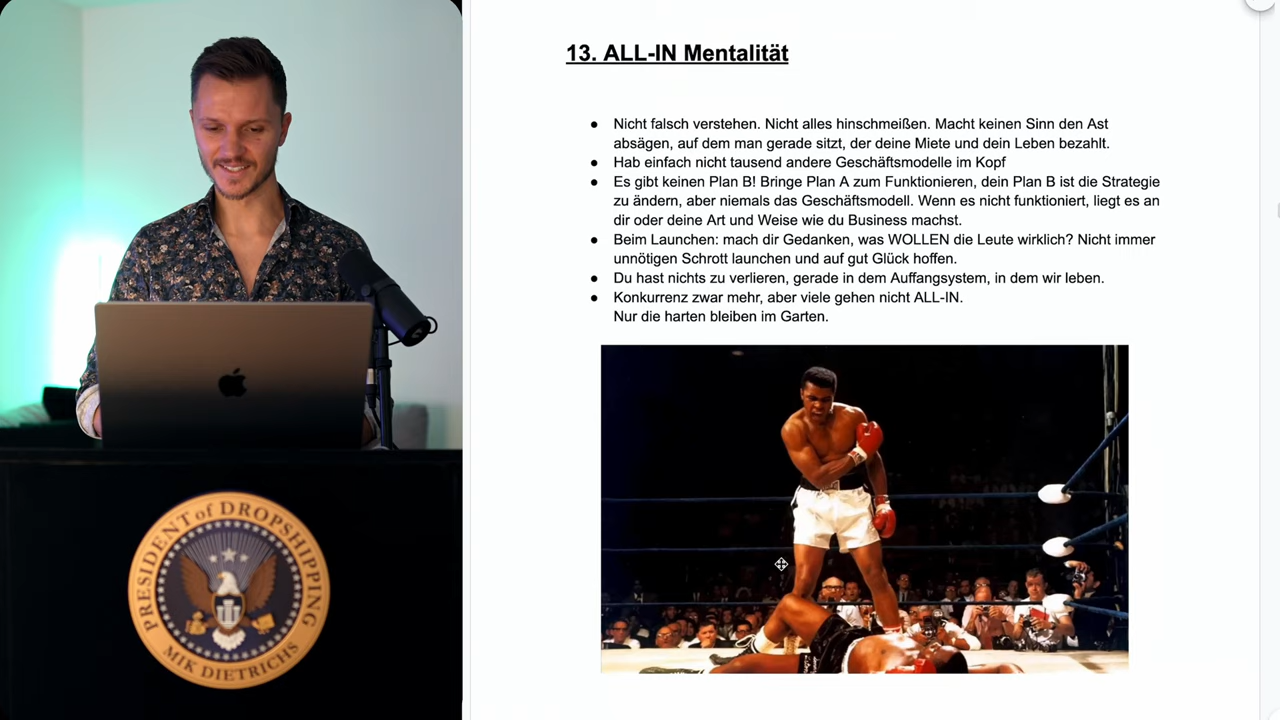 13. ALL-IN Mentalität
● Nicht falsch verstehen. Nicht alles hinschmeißen. Macht keinen Sinn den Ast
absägen, auf dem man gerade sitzt, der deine Miete und dein Leben bezahlt.
● Hab einfach nicht tausend andere Geschäftsmodelle im Kopf
● Es gibt keinen Plan B! Bringe Plan A zum Funktionieren, dein Plan B ist die Strategie
zu ändern, aber niemals das Geschäftsmodell. Wenn es nicht funktioniert, liegt es an
dir oder deine Art und Weise wie du Business machst.
● Beim Launchen: mach dir Gedanken, was WOLLEN die Leute wirklich? Nicht immer
unnötigen Schrott launchen und auf gut Glück hoffen.
● Du hast nichts zu verlieren, gerade in dem Auffangsystem, in dem wir leben.
● Konkurrenz zwar mehr, aber viele gehen nicht ALL-IN.
Nur die harten bleiben im Garten.
PRESIDENT of DROPSHIPPING
MIK DIETRICHS